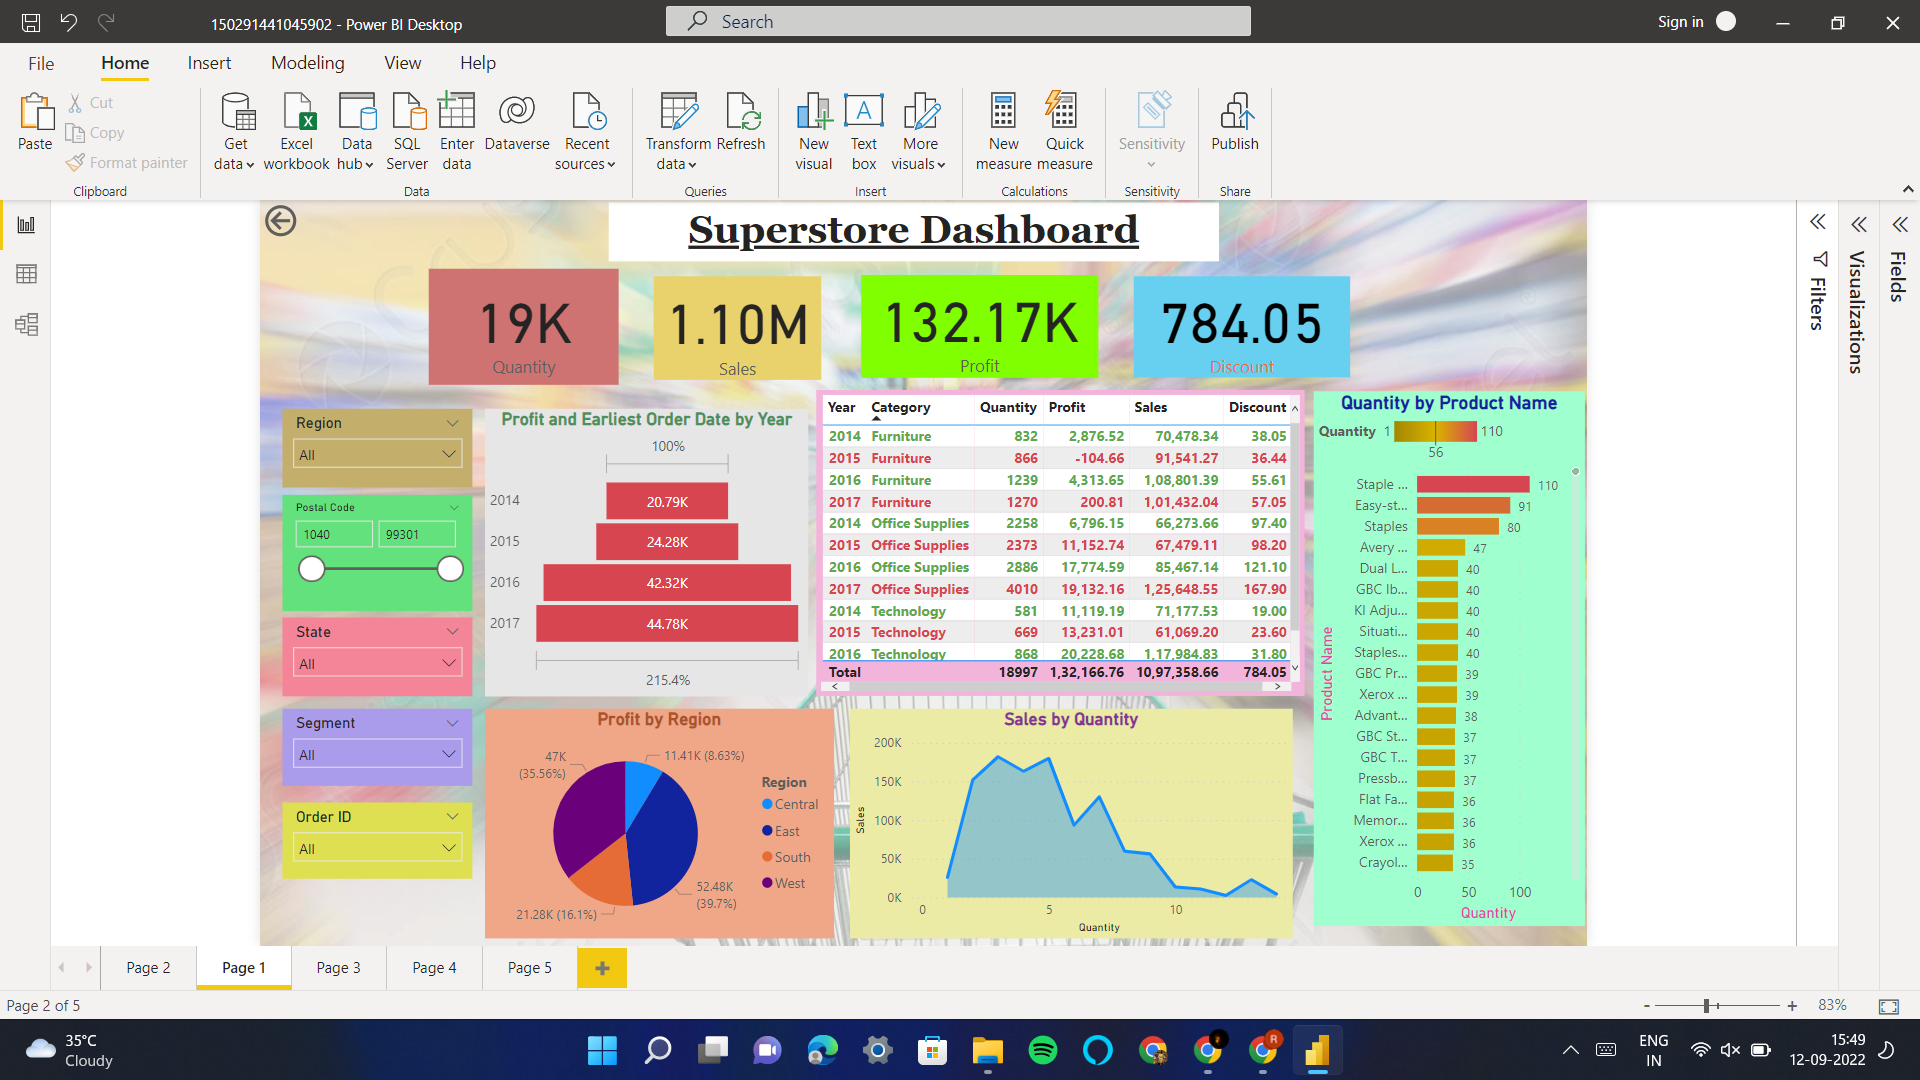 150291441045902 - Power BI Desktop
Search
Sign in
File Home Insert Modeling View Help
Paste
Cut
Copy
Format painter
Clipboard
Get data
Excel workbook
Data hub
SQL Server
Enter data
Dataverse
Recent sources
Data
Transform data
Refresh
Queries
New visual
Text box
More visuals
Insert
New measure
Quick measure
Calculations
Sensitivity
Sensitivity
Publish
Share
Superstore Dashboard
19K
Quantity
1.10M
Sales
132.17K
Profit
784.05
Discount
Filters
Visualizations
Fields
Region
All
Postal Code
1040 99301
State
All
Segment
All
Order ID
All
Profit and Earliest Order Date by Year
100%
2014 20.79K
2015 24.28K
2016 42.32K
2017 44.78K
215.4%
Year Category Quantity Profit Sales Discount
2014 Furniture 832 2,876.52 70,478.34 38.05
2015 Furniture 866 -104.66 91,541.27 36.44
2016 Furniture 1239 4,313.65 1,08,801.39 55.61
2017 Furniture 1270 200.81 1,01,432.04 57.05
2014 Office Supplies 2258 6,796.15 66,273.66 97.40
2015 Office Supplies 2373 11,152.74 67,479.11 98.20
2016 Office Supplies 2886 17,774.59 85,467.14 121.10
2017 Office Supplies 4010 19,132.16 1,25,648.55 167.90
2014 Technology 581 11,119.19 71,177.53 19.00
2015 Technology 669 13,231.01 61,069.20 23.60
2016 Technology 868 20,228.68 1,17,984.83 31.80
Total 18997 1,32,166.76 10,97,358.66 784.05
Quantity by Product Name
Quantity 1 110
56
Product Name
Staple ... 110
Easy-st... 91
Staples 80
Avery ... 47
Dual L... 40
GBC Ib... 40
KI Adju... 40
Situati... 40
Staples... 40
GBC Pr... 39
Xerox ... 39
Advant... 38
GBC St... 37
GBC T... 37
Pressb... 37
Flat Fa... 36
Memor... 36
Xerox ... 36
Crayol... 35
0 50 100
Quantity
Profit by Region
47K
(35.56%)
11.41K (8.63%)
52.48K
(39.7%)
21.28K (16.1%)
Region
Central
East
South
West
Sales by Quantity
Sales
200K
150K
100K
50K
0K
0 5 10
Quantity
Page 2 Page 1 Page 3 Page 4 Page 5
Page 2 of 5
- + 83%
35°C
Cloudy
ENG
IN
15:49
12-09-2022